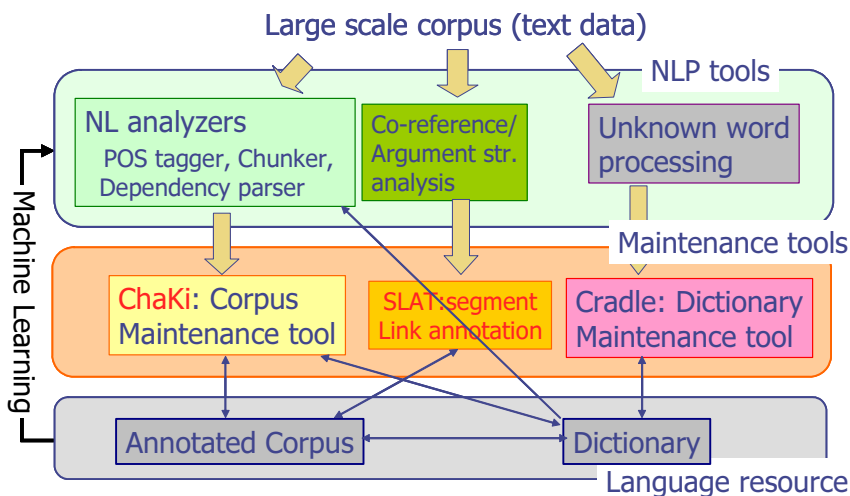 Large scale corpus (text data)
NLP tools
NL analyzers
POS tagger, Chunker,
Dependency parser
Co-reference/
Argument str.
analysis
Unknown word
processing
Machine Learning
Maintenance tools
ChaKi: Corpus
Maintenance tool
SLAT:segment
Link annotation
Cradle: Dictionary
Maintenance tool
Annotated Corpus
Dictionary
Language resource